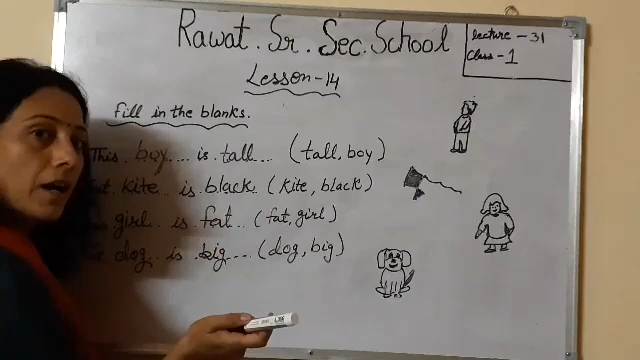 Rawat. Sr. Sec. School
lecture - 31
Class - 1
Lesson - 14
Fill in the blanks.
This boy.... is tall... (tall, boy)
kite... is black.. (kite, black)
girl.. is fat.. (fat, girl)
dog.. is big.... (dog, big)